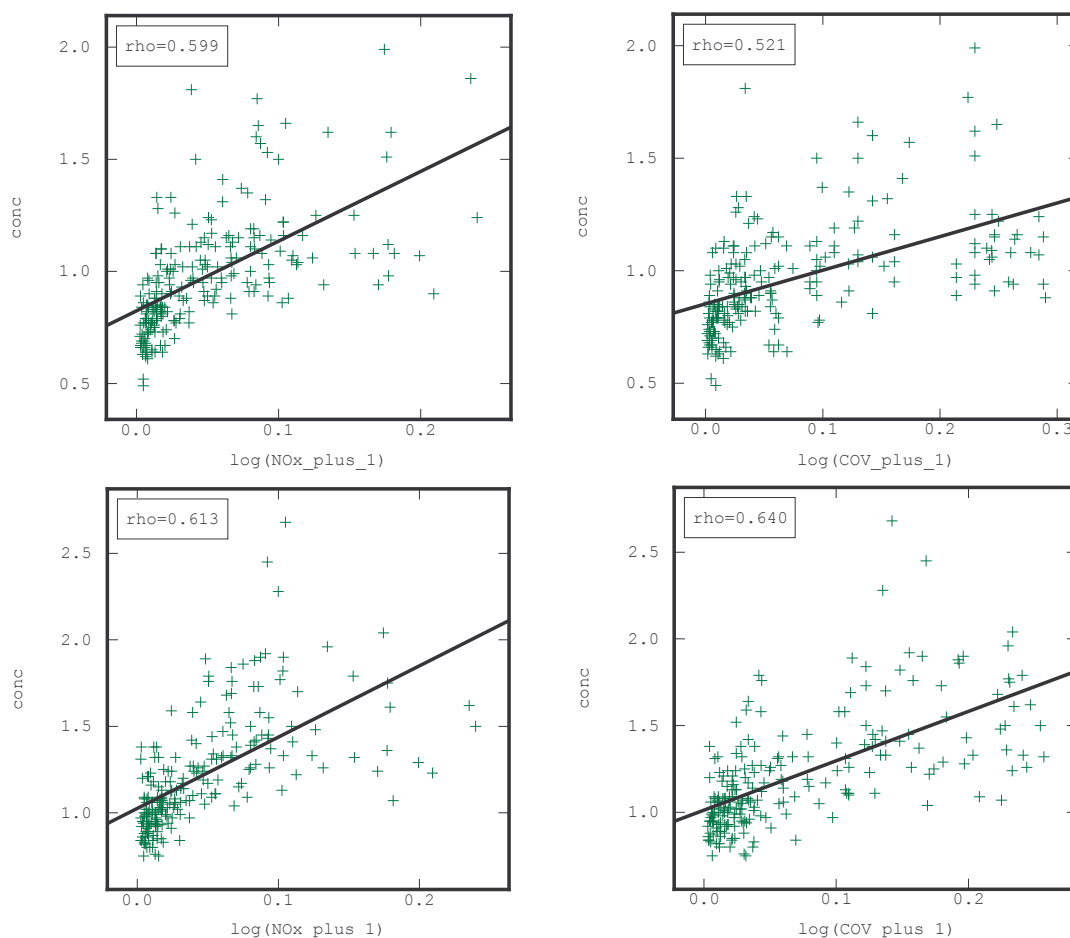 rho=0.599
2.0
1.5
1.0
0.5
conc
0.0 0.1 0.2
log(NOx_plus_1)
rho=0.521
2.0
1.5
1.0
0.5
conc
0.0 0.1 0.2 0.3
log(COV_plus_1)
rho=0.613
2.5
2.0
1.5
1.0
conc
0.0 0.1 0.2
log(NOx plus 1)
rho=0.640
2.5
2.0
1.5
1.0
conc
0.0 0.1 0.2
log(COV plus 1)